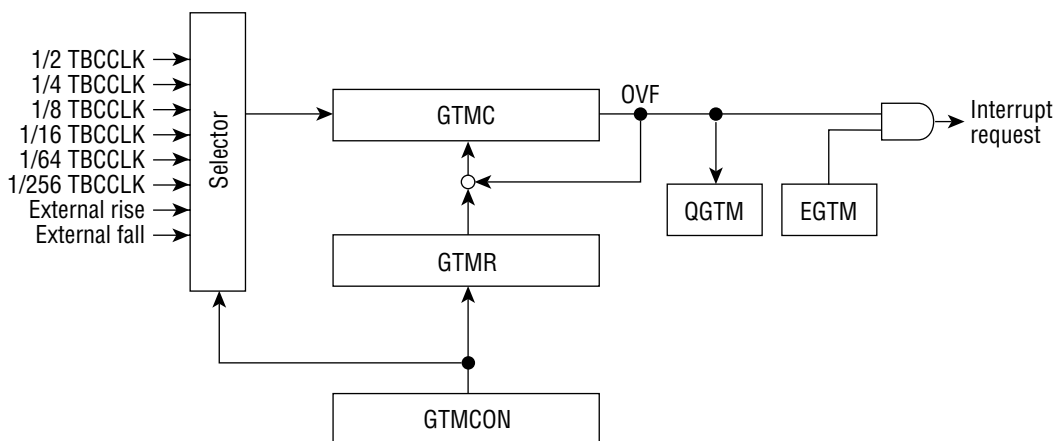 1/2 TBCCLK
1/4 TBCCLK
1/8 TBCCLK
1/16 TBCCLK
1/64 TBCCLK
1/256 TBCCLK
External rise
External fall
Selector
GTMC
OVF
Interrupt
request
QGTM
EGTM
GTMR
GTMCON